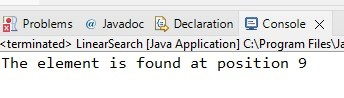 Problems @ Javadoc Declaration Console
<terminated> LinearSearch [Java Application] C:\Program Files\Ja
The element is found at position 9